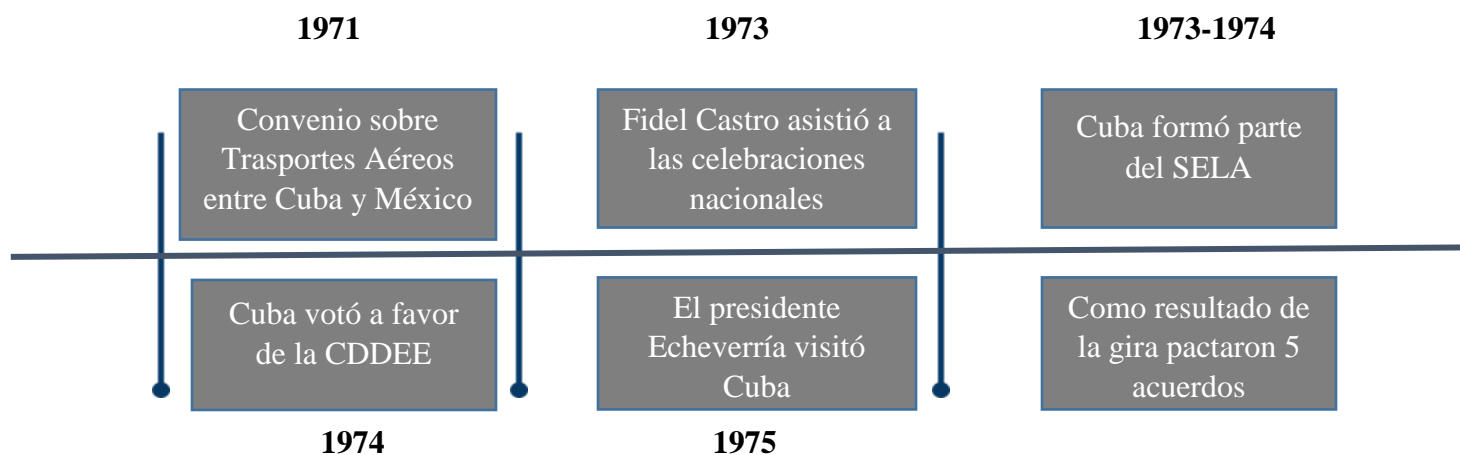 1971
1973
1973-1974
Convenio sobre
Trasportes Aéreos
entre Cuba y México
Fidel Castro asistió a
las celebraciones
nacionales
Cuba formó parte
del SELA
Cuba votó a favor
de la CDDEE
El presidente
Echeverría visitó
Cuba
Como resultado de
la gira pactaron 5
acuerdos
1974
1975